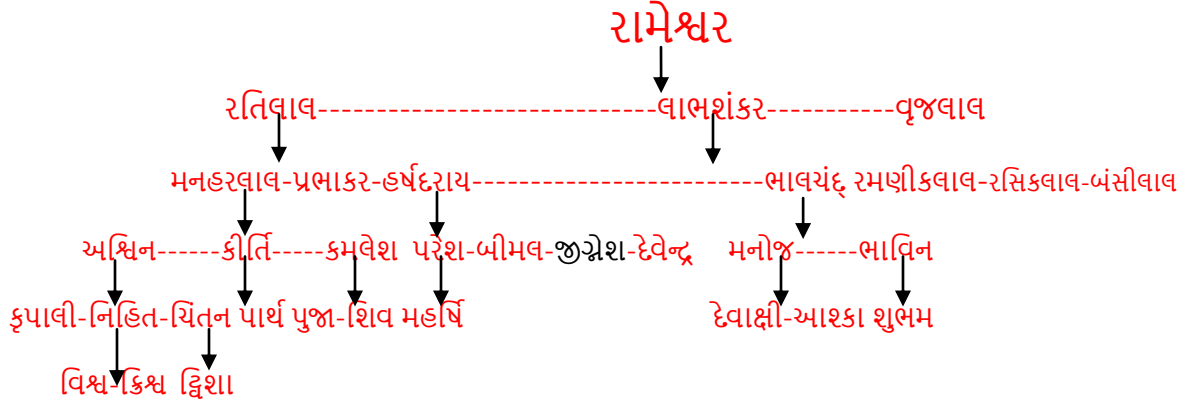 રામેશ્વર
રતિલાલ-----------------------------લાભશંકર-----------વૃજલાલ
મનહરલાલ-પ્રભાકર-હર્ષદરાય-------------------------ભાલચંદ્ રમણીકલાલ-રસિકલાલ-બંસીલાલ
અશ્વિન------કીર્તિ-----કમલેશ પરેશ-બીમલ-જીગ્નેશ-દેવેન્દ્ર મનોજ------ભાવિન
કૃપાલી-નિહિત-ચિંતન પાર્થ પુજા-શિવ મહર્ષિ દેવાક્ષી-આશ્કા શુભમ
વિશ્વ-ક્રિશ્વ દ્વિશા